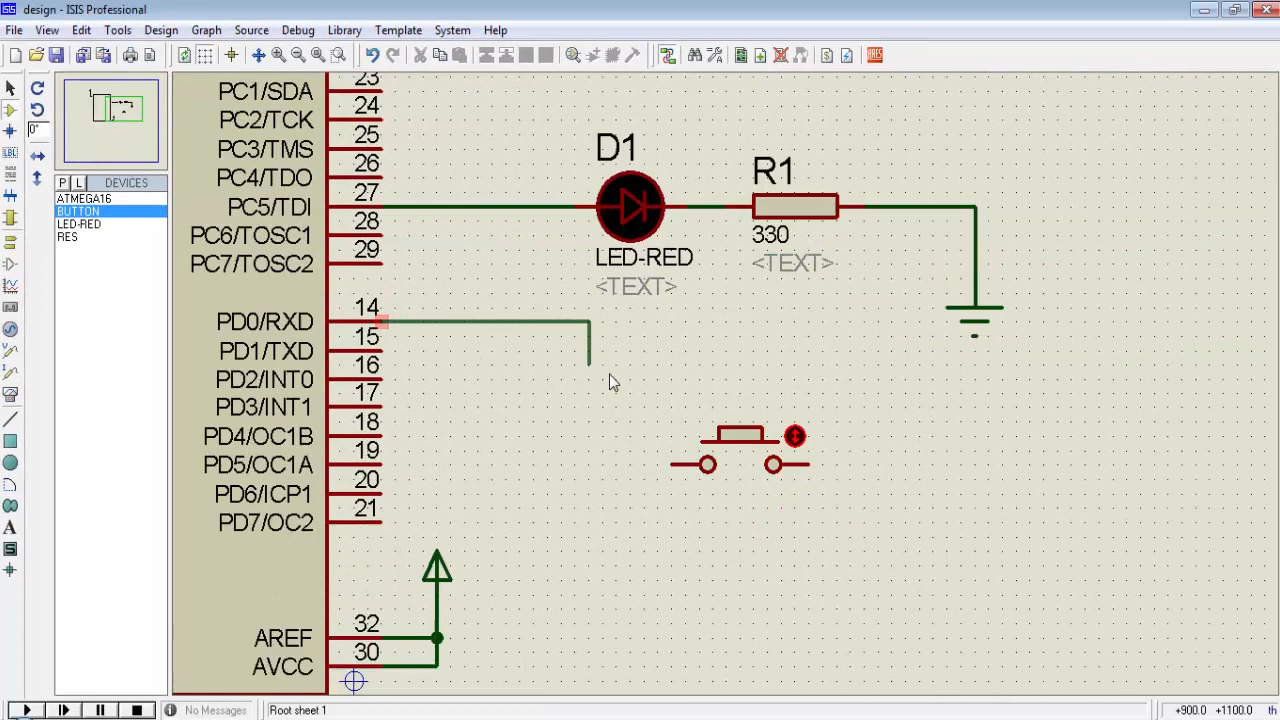 design - ISIS Professional
File View Edit Tools Design Graph Source Debug Library Template System Help
0°
P L DEVICES
ATMEGA16
BUTTON
LED-RED
RES
LBL
A
S
23
PC1/SDA
24
PC2/TCK
25
PC3/TMS
26
PC4/TDO
27
PC5/TDI
28
PC6/TOSC1
29
PC7/TOSC2
14
PD0/RXD
15
PD1/TXD
16
PD2/INT0
17
PD3/INT1
18
PD4/OC1B
19
PD5/OC1A
20
PD6/ICP1
21
PD7/OC2
32
AREF
30
AVCC
D1
LED-RED
<TEXT>
R1
330
<TEXT>
No Messages
Root sheet 1
+900.0 +1100.0 th